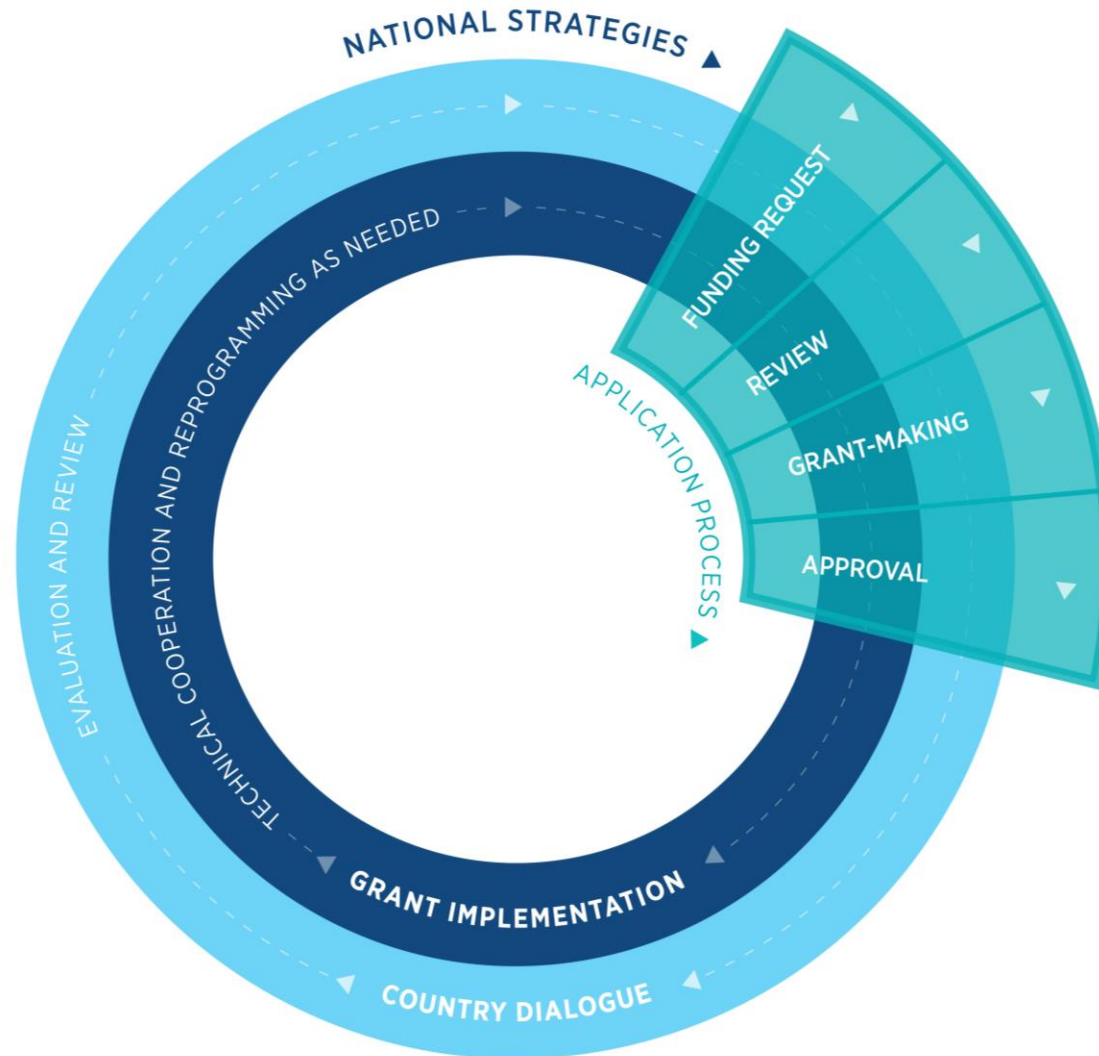 NATIONAL STRATEGIES
FUNDING REQUEST
REVIEW
GRANT-MAKING
APPROVAL
APPLICATION PROCESS
TECHNICAL COOPERATION AND REPROGRAMMING AS NEEDED
EVALUATION AND REVIEW
GRANT IMPLEMENTATION
COUNTRY DIALOGUE